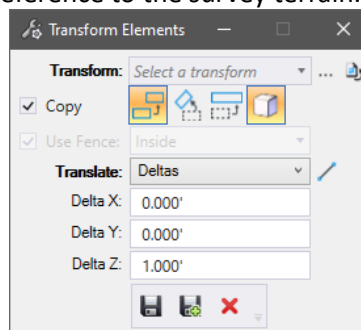 erence to the survey terrain.
Transform Elements
Transform: Select a transform ...
Copy
Use Fence: Inside
Translate: Deltas
Delta X: 0.000'
Delta Y: 0.000'
Delta Z: 1.000'